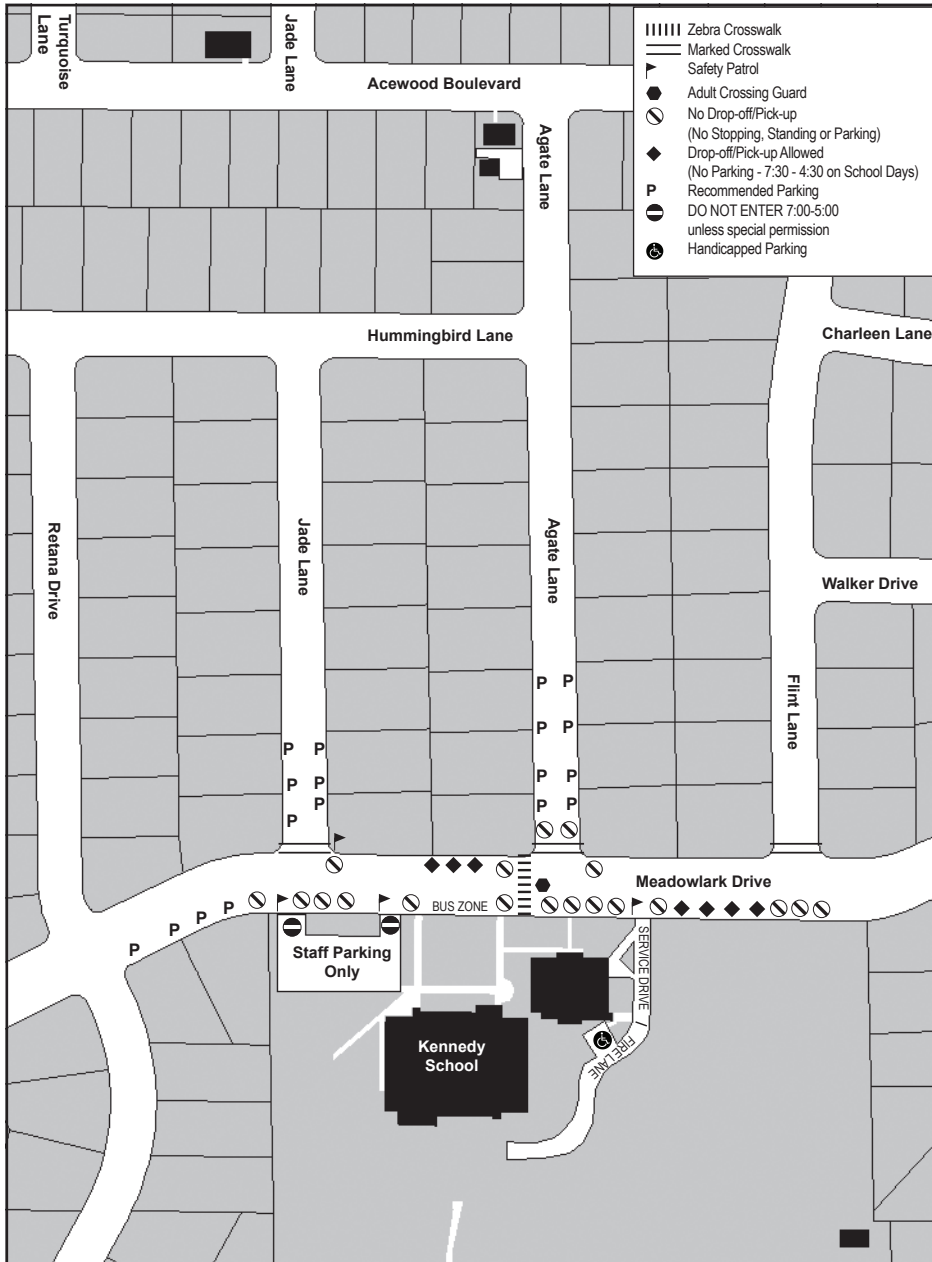 Turquoise
Lane
Jade Lane
Acewood Boulevard
Agate Lane
Zebra Crosswalk
Marked Crosswalk
Safety Patrol
Adult Crossing Guard
No Drop-off/Pick-up
(No Stopping, Standing or Parking)
Drop-off/Pick-up Allowed
(No Parking - 7:30 - 4:30 on School Days)
P Recommended Parking
DO NOT ENTER 7:00-5:00
unless special permission
Handicapped Parking
Hummingbird Lane
Charleen Lane
Retana Drive
Jade Lane
Agate Lane
Walker Drive
Flint Lane
P P
P P
P P
P P
P P
P P
P P
Meadowlark Drive
BUS ZONE
P P P
Staff Parking
Only
SERVICE DRIVE /
FIRE LANE
Kennedy
School